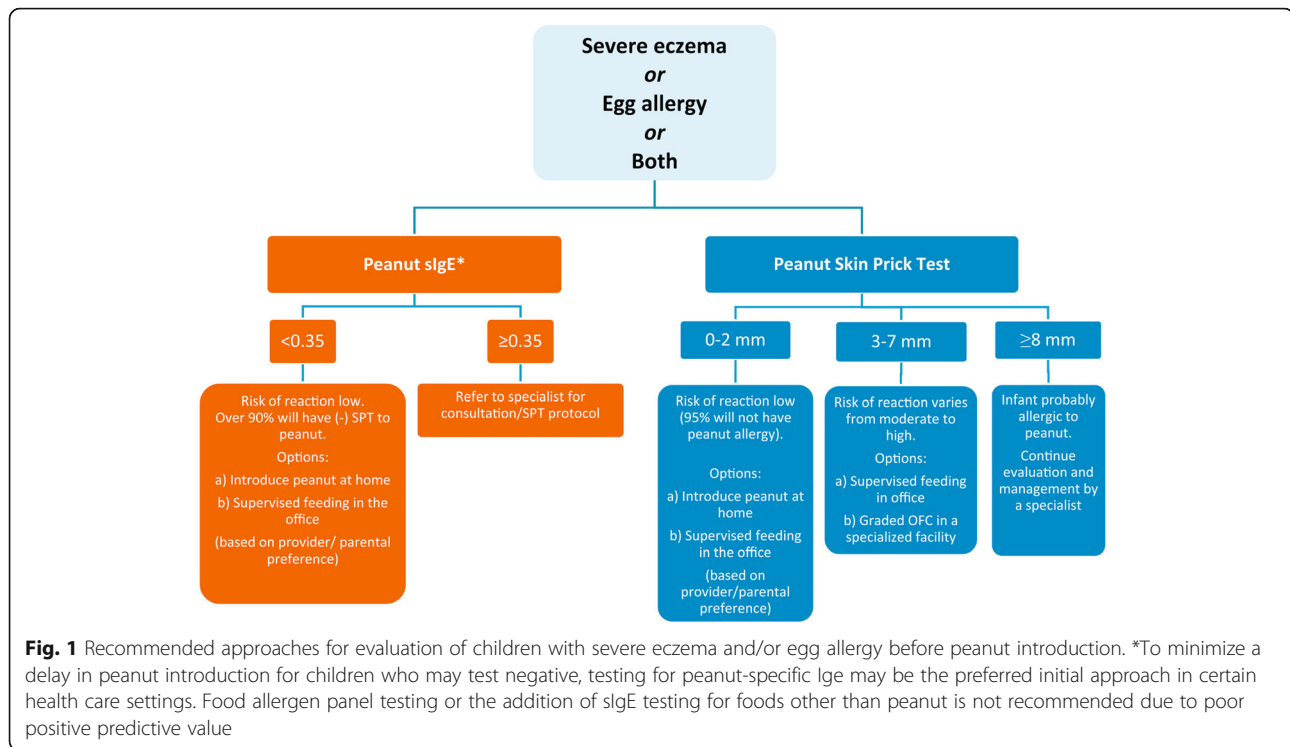 Severe eczema
or
Egg allergy
or
Both
Peanut sIgE*
Peanut Skin Prick Test
<0.35
≥0.35
0-2 mm
3-7 mm
≥8 mm
Risk of reaction low.
Over 90% will have (-) SPT to
peanut.
Options:
a) Introduce peanut at home
b) Supervised feeding in the
office
(based on provider/ parental
preference)
Refer to specialist for
consultation/SPT protocol
Risk of reaction low
(95% will not have
peanut allergy).
Options:
a) Introduce peanut at
home
b) Supervised feeding
in the office
(based on
provider/parental
preference)
Risk of reaction varies
from moderate to
high.
Options:
a) Supervised feeding
in office
b) Graded OFC in a
specialized facility
Infant probably
allergic to
peanut.
Continue
evaluation and
management by
a specialist
Fig. 1 Recommended approaches for evaluation of children with severe eczema and/or egg allergy before peanut introduction. *To minimize a
delay in peanut introduction for children who may test negative, testing for peanut-specific Ige may be the preferred initial approach in certain
health care settings. Food allergen panel testing or the addition of sIgE testing for foods other than peanut is not recommended due to poor
positive predictive value